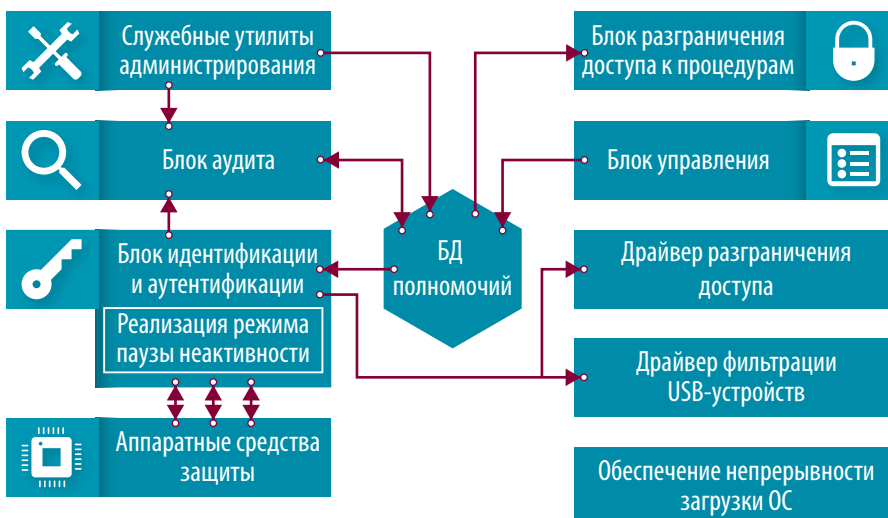 Служебные утилиты
администрирования
Блок аудита
Блок идентификации
и аутентификации
Реализация режима
паузы неактивности
Аппаратные средства
защиты
БД
полномочий
Блок разграничения
доступа к процедурам
Блок управления
Драйвер разграничения
доступа
Драйвер фильтрации
USB-устройств
Обеспечение непрерывности
загрузки ОС